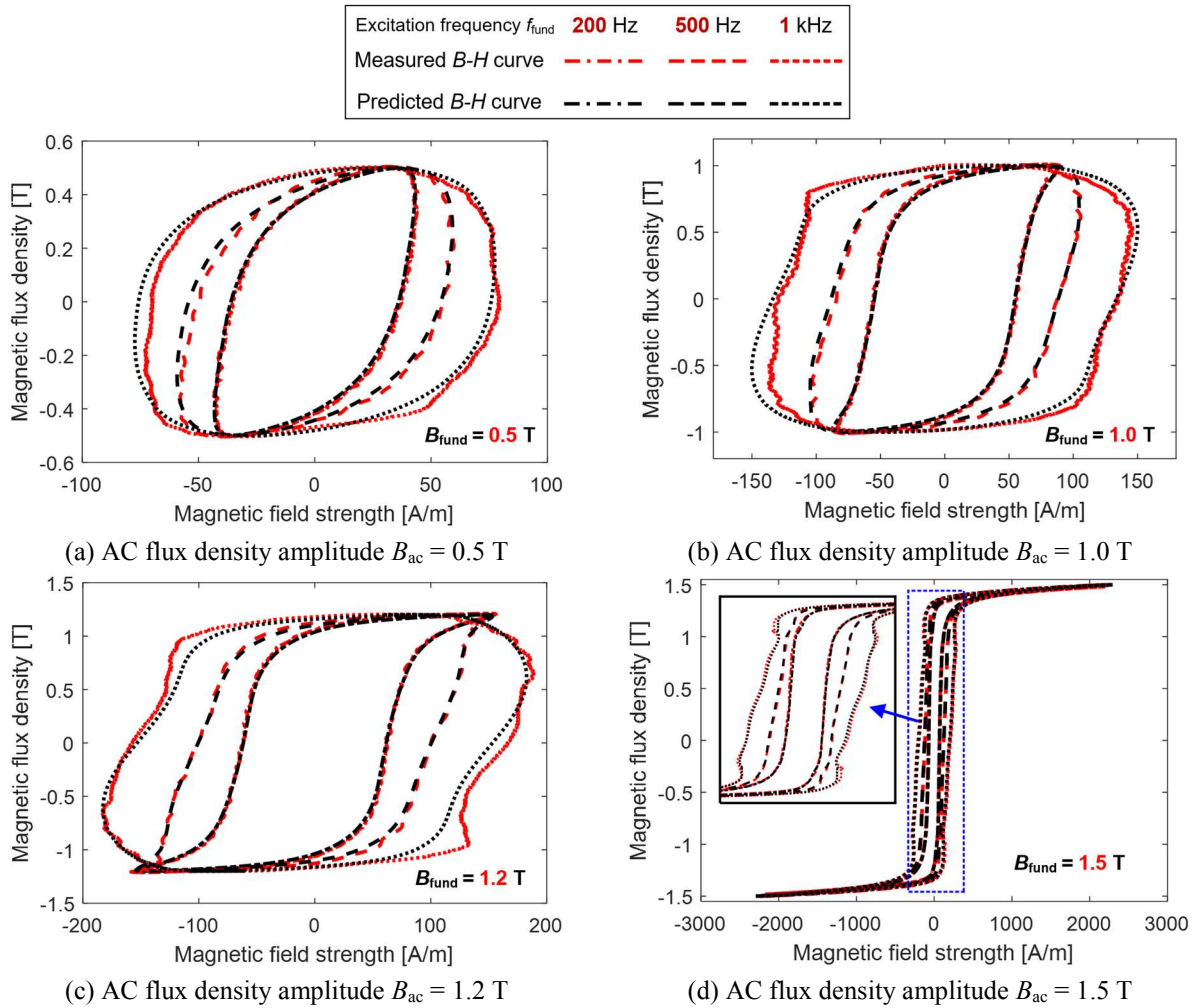 Excitation frequency f_fund 200 Hz 500 Hz 1 kHz
Measured B-H curve
Predicted B-H curve
0.6
0.4
0.2
0
-0.2
-0.4
-0.6
-100 -50 0 50 100
Magnetic flux density [T]
Magnetic field strength [A/m]
B_fund = 0.5 T
(a) AC flux density amplitude B_ac = 0.5 T
1
0.5
0
-0.5
-1
-150 -100 -50 0 50 100 150
Magnetic flux density [T]
Magnetic field strength [A/m]
B_fund = 1.0 T
(b) AC flux density amplitude B_ac = 1.0 T
1.5
1
0.5
0
-0.5
-1
-1.5
-200 -100 0 100 200
Magnetic flux density [T]
Magnetic field strength [A/m]
B_fund = 1.2 T
(c) AC flux density amplitude B_ac = 1.2 T
1.5
1
0.5
0
-0.5
-1
-1.5
-3000 -2000 -1000 0 1000 2000 3000
Magnetic flux density [T]
Magnetic field strength [A/m]
B_fund = 1.5 T
(d) AC flux density amplitude B_ac = 1.5 T